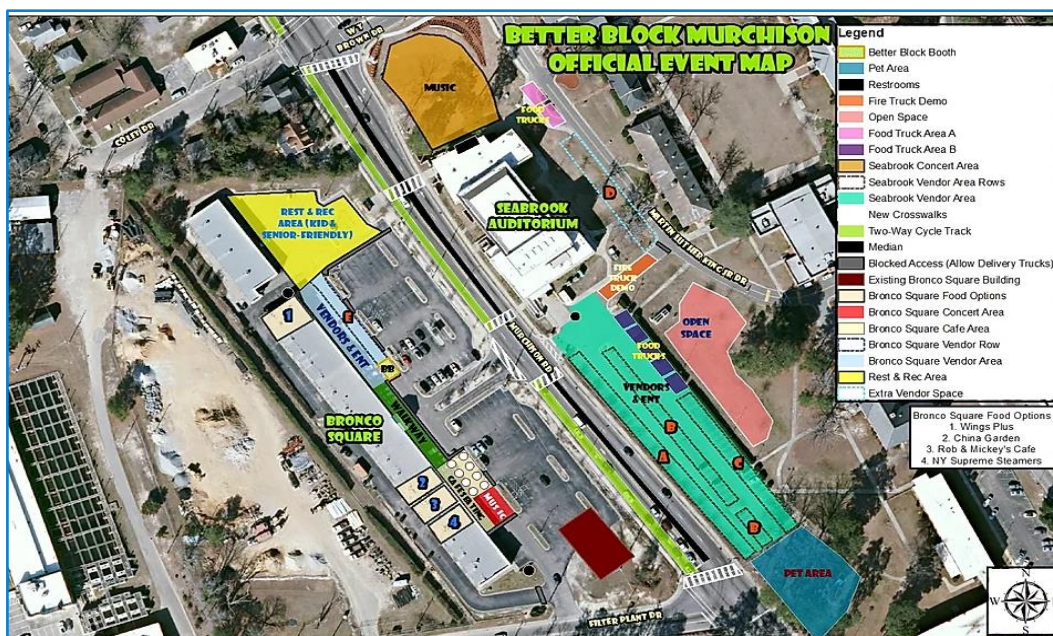 BETTER BLOCK MURCHISON
OFFICIAL EVENT MAP
W T
BROWN DR
COLEY DR
MUSIC
FOOD
TRUCKS
D
SEABROOK
AUDITORIUM
MARTIN LUTHER KING JR DR
REST & REC
AREA (KID &
SENIOR-FRIENDLY)
FIRE
TRUCK
DEMO
1
VENDORS & ENT
E
BB
MURCHISON RD
FOOD
TRUCKS
OPEN
SPACE
VENDORS
& ENT
WALKWAY
BRONCO
SQUARE
B
A
C
B
2
3
4
MUSIC
PET AREA
FILTER PLANT DR
Legend
Better Block Booth
Pet Area
Restrooms
Fire Truck Demo
Open Space
Food Truck Area A
Food Truck Area B
Seabrook Concert Area
Seabrook Vendor Area Rows
Seabrook Vendor Area
New Crosswalks
Two-Way Cycle Track
Median
Blocked Access (Allow Delivery Trucks)
Existing Bronco Square Building
Bronco Square Food Options
Bronco Square Concert Area
Bronco Square Cafe Area
Bronco Square Vendor Row
Bronco Square Vendor Area
Rest & Rec Area
Extra Vendor Space
Bronco Square Food Options
1. Wings Plus
2. China Garden
3. Rob & Mickey's Cafe
4. NY Supreme Steamers
N
W E
S